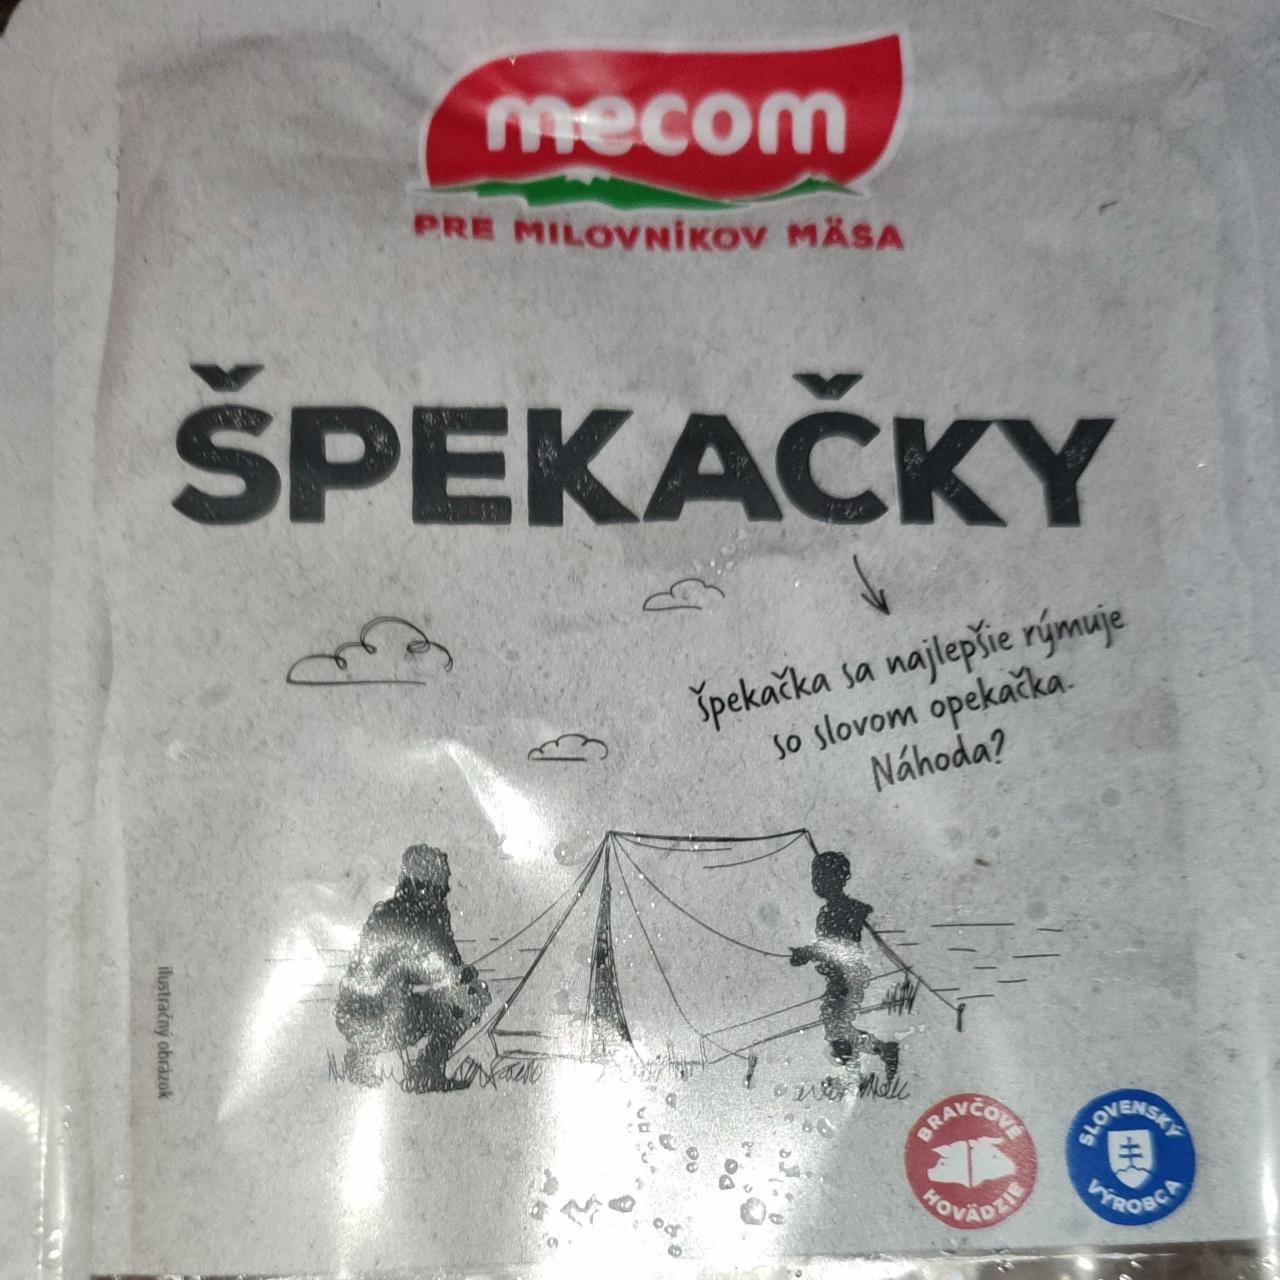 mecom
PRE MILOVNÍKOV MÄSA
ŠPEKAČKY
špekačka sa najlepšie rýmuje
so slovom opekačka.
Náhoda?
ilustračný obrázok
BRAVČOVÉ
HOVÄDZIE
SLOVENSKÝ
VÝROBCA